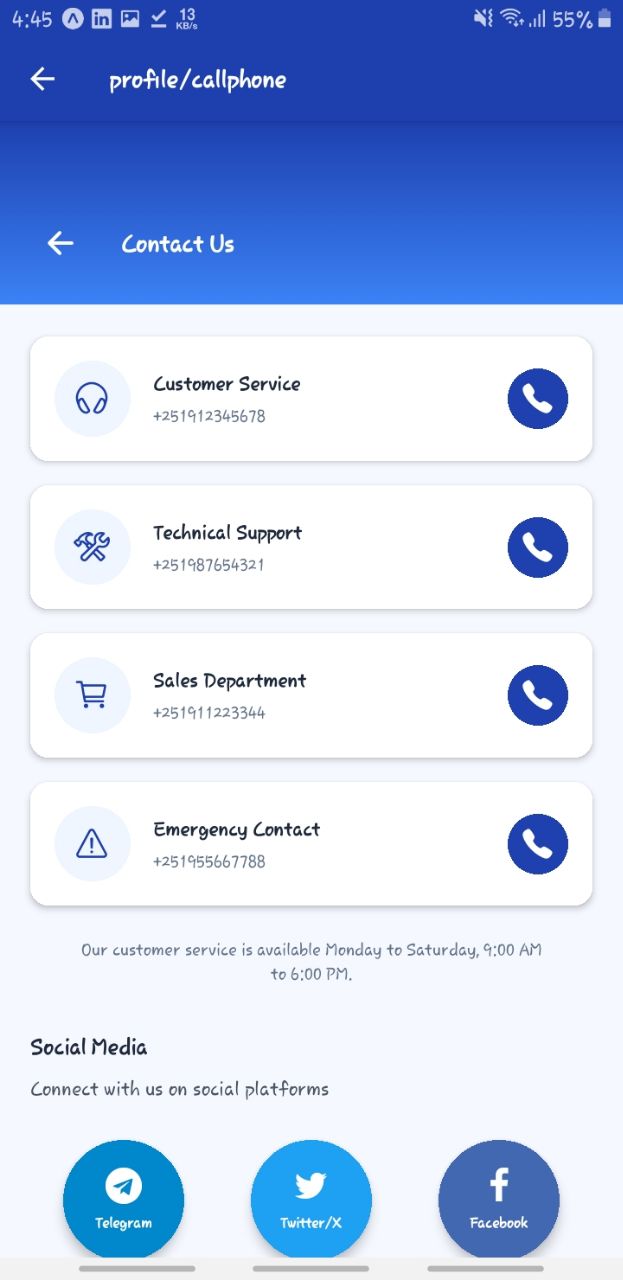 4:45
13
KB/s
55%
profile/callphone
Contact Us
Customer Service
+251912345678
Technical Support
+251987654321
Sales Department
+251911223344
Emergency Contact
+251955667788
Our customer service is available Monday to Saturday, 9:00 AM
to 6:00 PM.
Social Media
Connect with us on social platforms
Telegram
Twitter/X
Facebook